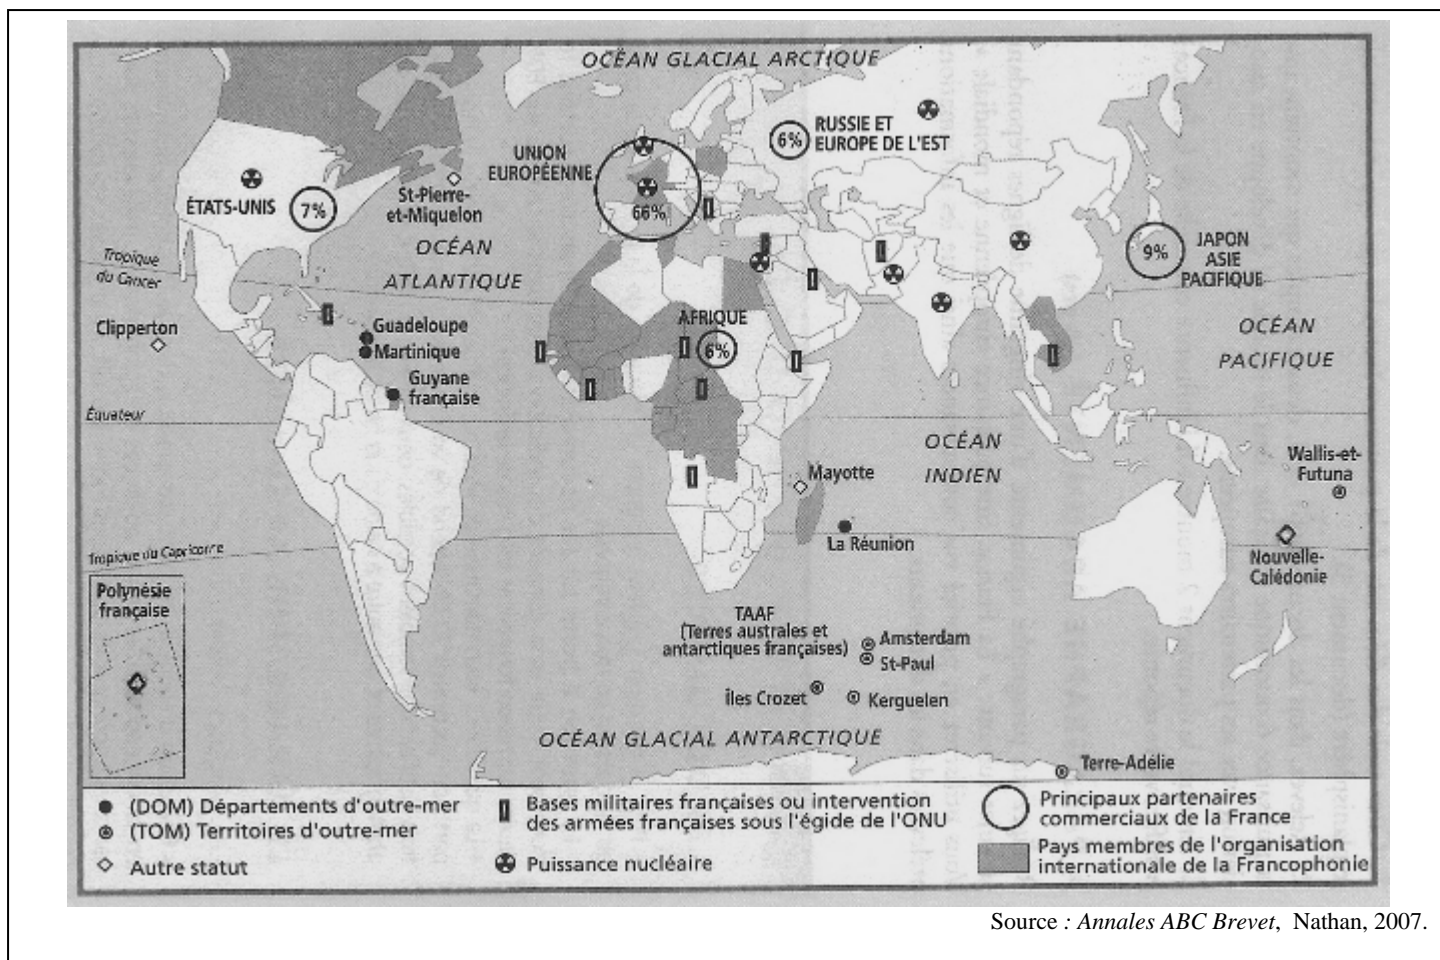 OCÉAN GLACIAL ARCTIQUE
RUSSIE ET
EUROPE DE L'EST
6%
UNION
EUROPÉENNE
66%
ÉTATS-UNIS
7%
St-Pierre-
et-Miquelon
OCÉAN
ATLANTIQUE
JAPON
ASIE
PACIFIQUE
9%
Tropique
du Cancer
Clipperton
Guadeloupe
Martinique
Guyane
française
AFRIQUE
6%
OCÉAN
PACIFIQUE
Équateur
OCÉAN
INDIEN
Mayotte
La Réunion
Wallis-et-
Futuna
Nouvelle-
Calédonie
Tropique du Capricorne
Polynésie
française
TAAF
(Terres australes et
antarctiques françaises)
Amsterdam
St-Paul
Îles Crozet
Kerguelen
OCÉAN GLACIAL ANTARCTIQUE
Terre-Adélie
(DOM) Départements d'outre-mer
(TOM) Territoires d'outre-mer
Autre statut
Bases militaires françaises ou intervention
des armées françaises sous l'égide de l'ONU
Puissance nucléaire
Principaux partenaires
commerciaux de la France
Pays membres de l'organisation
internationale de la Francophonie
Source : Annales ABC Brevet, Nathan, 2007.